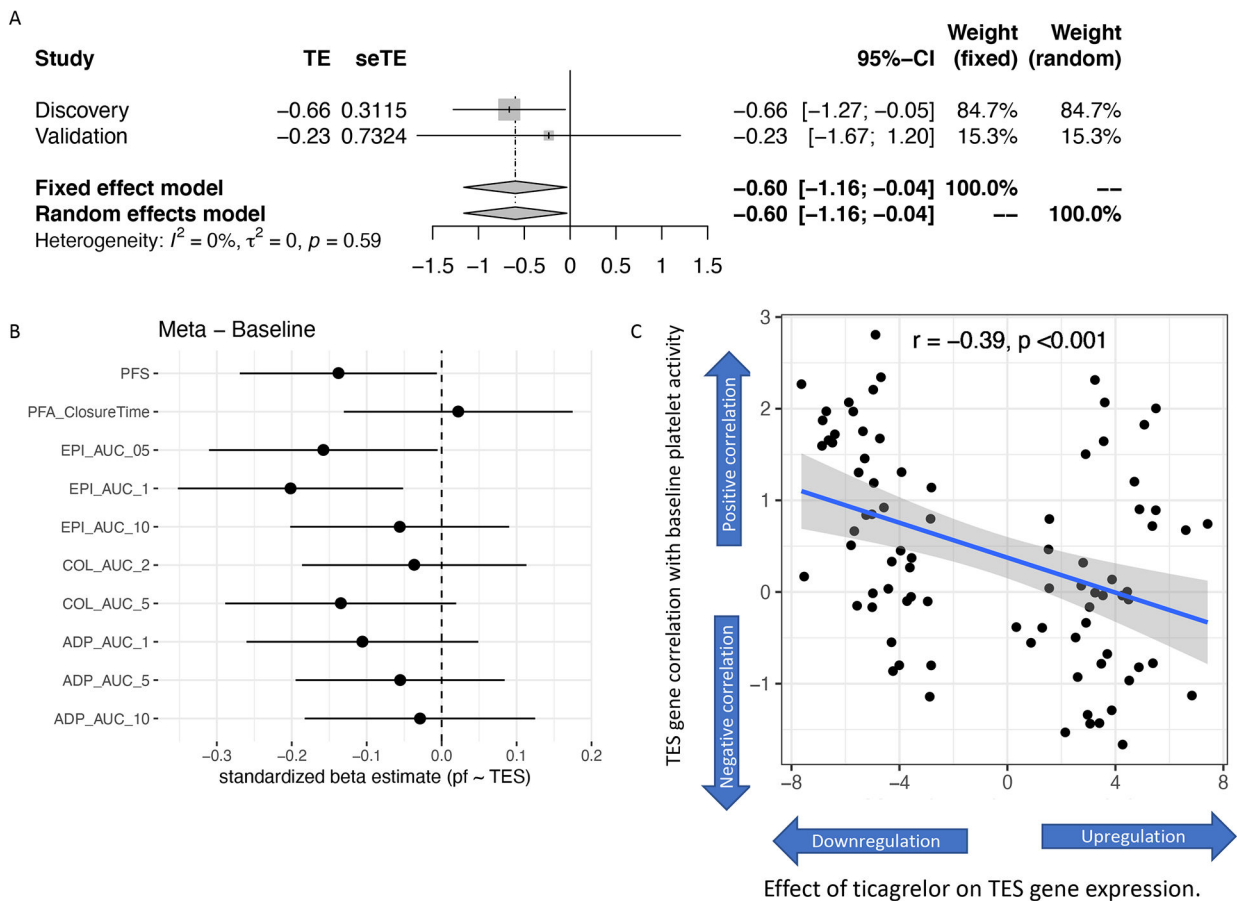 A
Weight Weight
Study TE seTE 95%−CI (fixed) (random)
Discovery −0.66 0.3115 −0.66 [−1.27; −0.05] 84.7% 84.7%
Validation −0.23 0.7324 −0.23 [−1.67; 1.20] 15.3% 15.3%
Fixed effect model −0.60 [−1.16; −0.04] 100.0% −−
Random effects model −0.60 [−1.16; −0.04] −− 100.0%
Heterogeneity: I² = 0%, τ² = 0, p = 0.59
−1.5 −1 −0.5 0 0.5 1 1.5
B
Meta − Baseline
PFS
PFA_ClosureTime
EPI_AUC_05
EPI_AUC_1
EPI_AUC_10
COL_AUC_2
COL_AUC_5
ADP_AUC_1
ADP_AUC_5
ADP_AUC_10
−0.3 −0.2 −0.1 0.0 0.1 0.2
standardized beta estimate (pf ~ TES)
C
TES gene correlation with baseline platelet activity
Positive correlation
Negative correlation
r = −0.39, p <0.001
3
2
1
0
−1
−8 −4 0 4 8
Downregulation Upregulation
Effect of ticagrelor on TES gene expression.